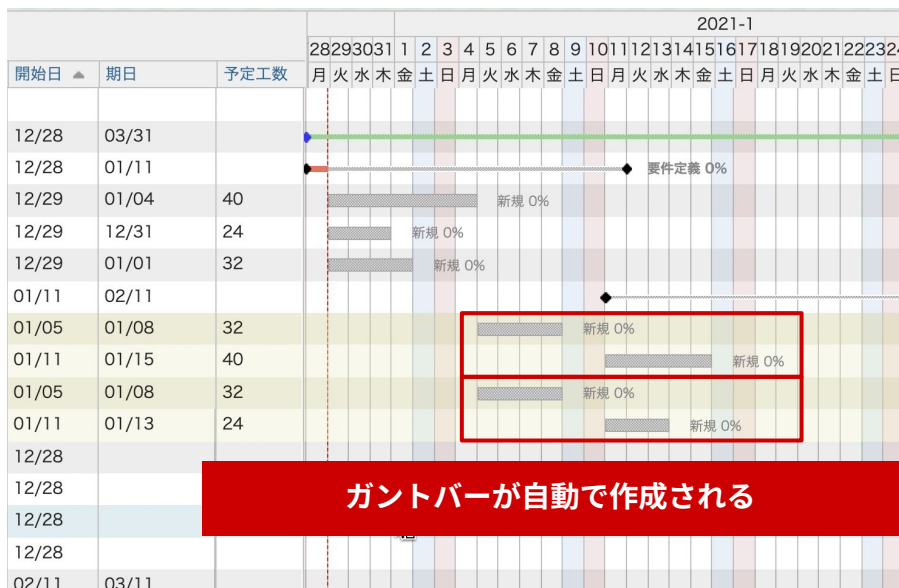 2021-1
28 29 30 31 1 2 3 4 5 6 7 8 9 10 11 12 13 14 15 16 17 18 19 20 21 22 23 24
開始日 期日 予定工数 月 火 水 木 金 土 日 月 火 水 木 金 土 日 月 火 水 木 金 土 日 月 火 水 木 金 土 日
12/28 03/31
12/28 01/11 要件定義 0%
12/29 01/04 40 新規 0%
12/29 12/31 24 新規 0%
12/29 01/01 32 新規 0%
01/11 02/11
01/05 01/08 32 新規 0%
01/11 01/15 40 新規 0%
01/05 01/08 32 新規 0%
01/11 01/13 24 新規 0%
12/28
12/28
ガントバーが自動で作成される
12/28
12/28
02/11 03/11